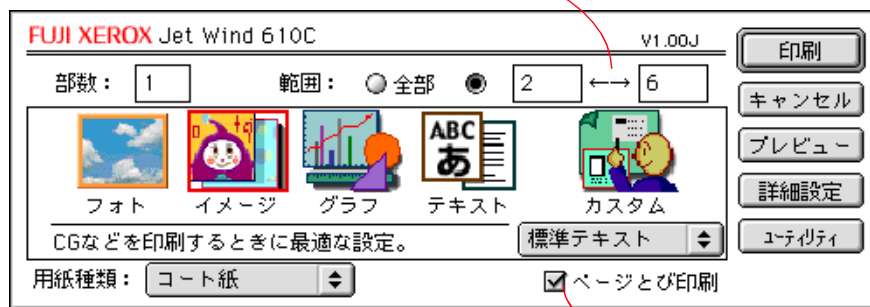 FUJI XEROX Jet Wind 610C V1.00J
印刷
部数： 1 範囲： 全部 2 ←→ 6
キャンセル
プレビュー
ABC
あ
フォト イメージ グラフ テキスト カスタム
詳細設定
CGなどを印刷するときに最適な設定。 標準テキスト
ユーティリティ
用紙種類： コート紙 ページとび印刷